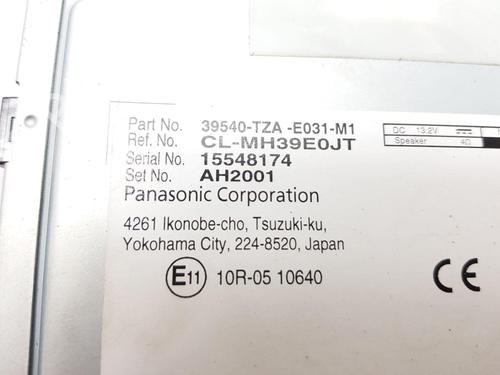 Part No. 39540-TZA -E031-M1
Ref. No. CL-MH39E0JT
Serial No. 15548174
Set No. AH2001
Panasonic Corporation
4261 Ikonobe-cho, Tsuzuki-ku,
Yokohama City, 224-8520, Japan
E11 10R-05 10640
CE
DC 13.2V
Speaker 4Ω